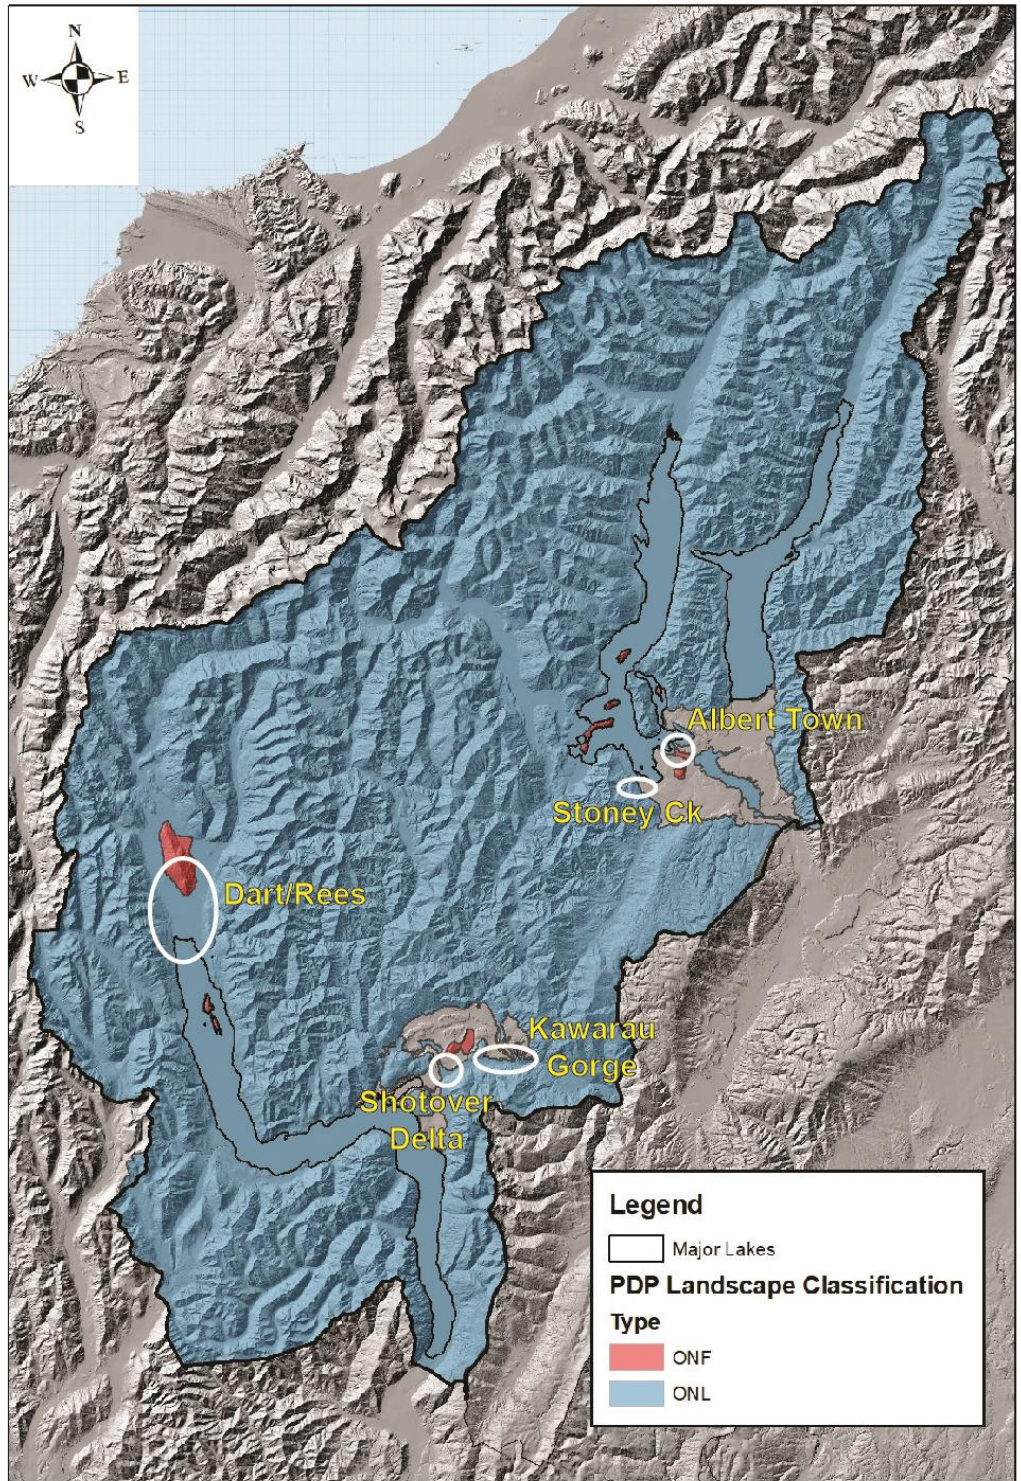 N
W E
S
Albert Town
Stoney Ck
Dart/Rees
Kawarau
Gorge
Shotover
Delta
Legend
Major Lakes
PDP Landscape Classification
Type
ONF
ONL